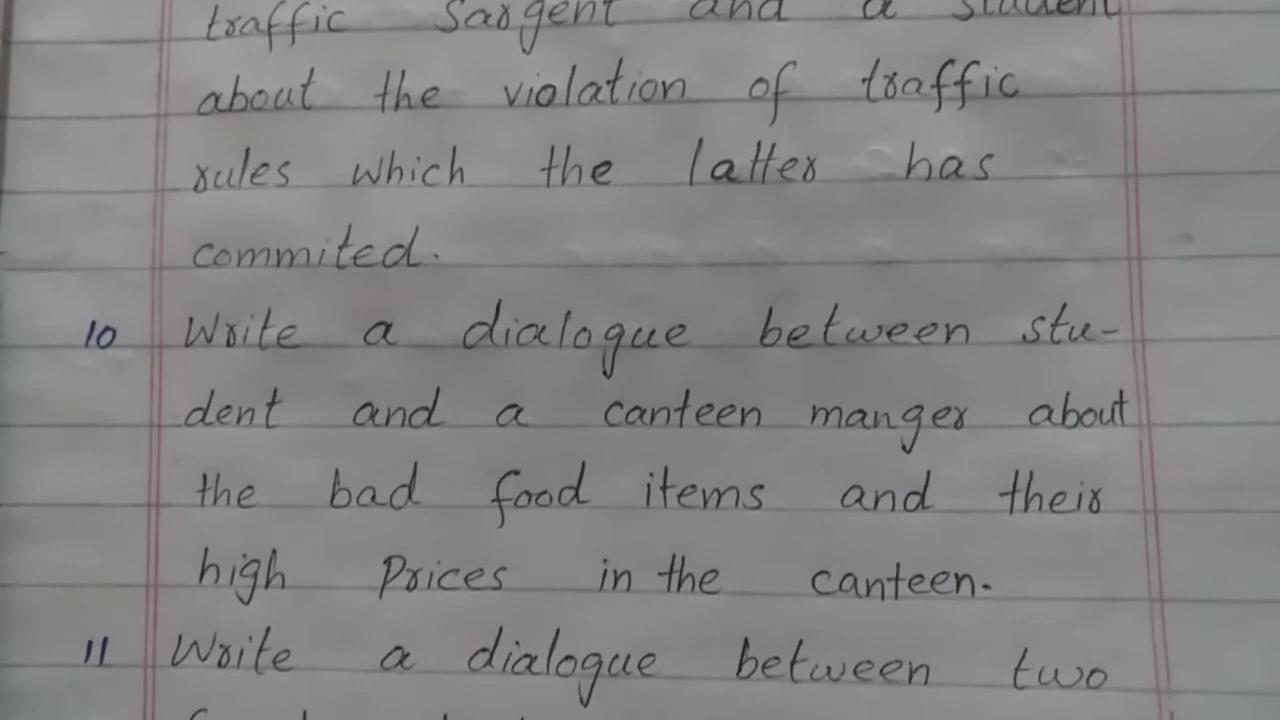 traffic Sargent and a student
about the violation of traffic
rules which the latter has
commited.
10 Write a dialogue between stu-
dent and a canteen manger about
the bad food items and their
high Prices in the canteen.
11 Write a dialogue between two